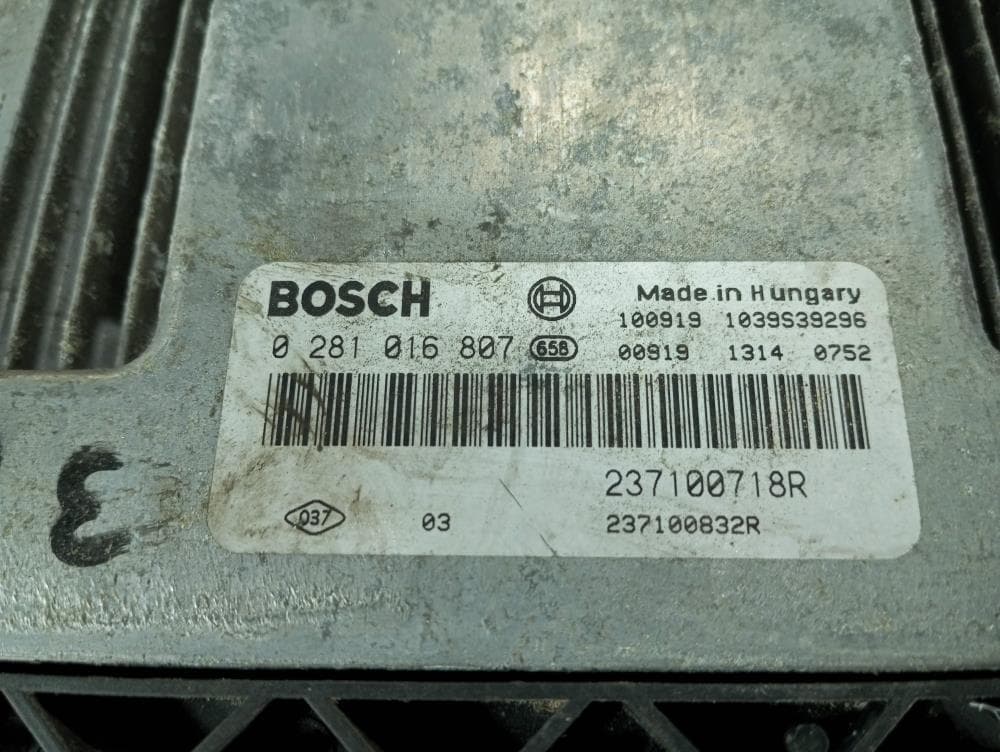 BOSCH
Made in Hungary
100919 1039S39296
0 281 016 807 658
00919 1314 0752
237100718R
037 03 237100832R
3